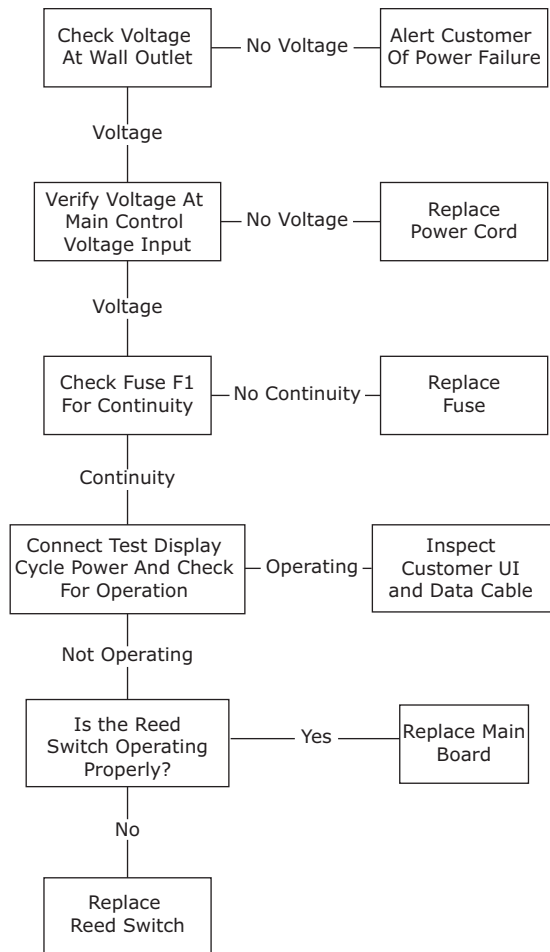 Check Voltage
At Wall Outlet
No Voltage
Alert Customer
Of Power Failure
Voltage
Verify Voltage At
Main Control
Voltage Input
No Voltage
Replace
Power Cord
Voltage
Check Fuse F1
For Continuity
No Continuity
Replace
Fuse
Continuity
Connect Test Display
Cycle Power And Check
For Operation
Operating
Inspect
Customer UI
and Data Cable
Not Operating
Is the Reed
Switch Operating
Properly?
Yes
Replace Main
Board
No
Replace
Reed Switch